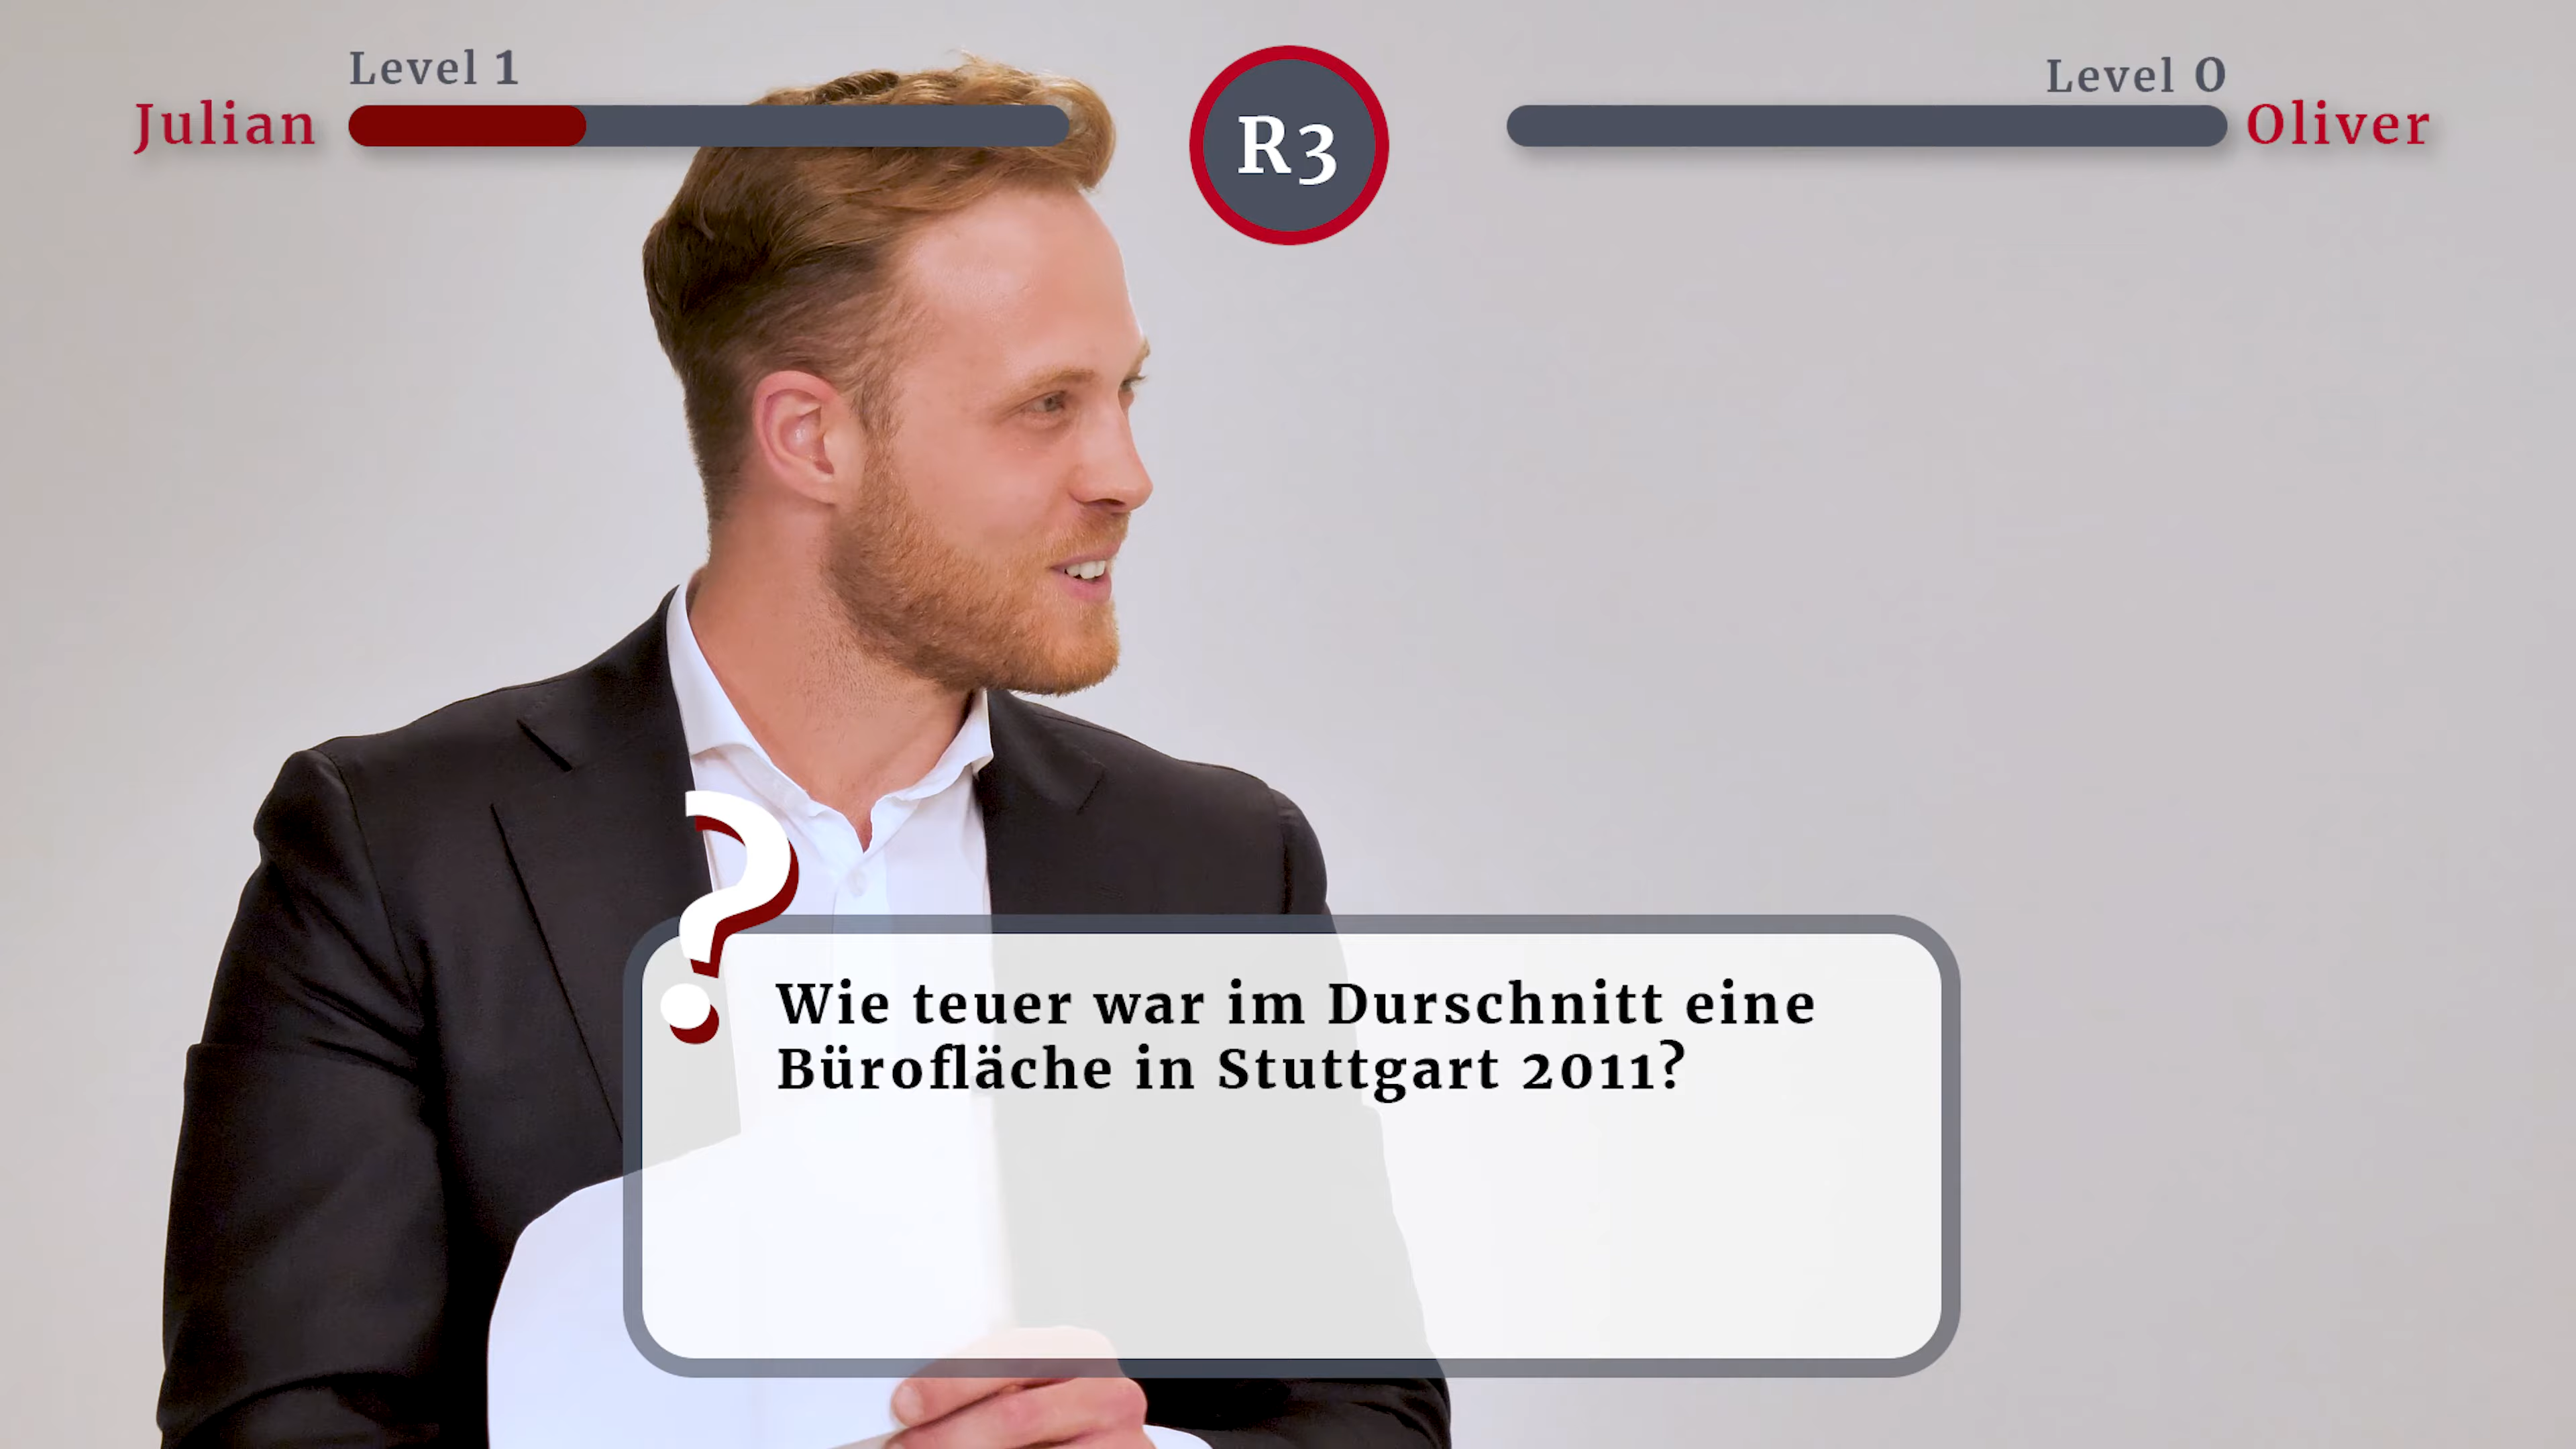 Level 1
Julian
R3
Level 0
Oliver
?
Wie teuer war im Durschnitt eine
Bürofläche in Stuttgart 2011?